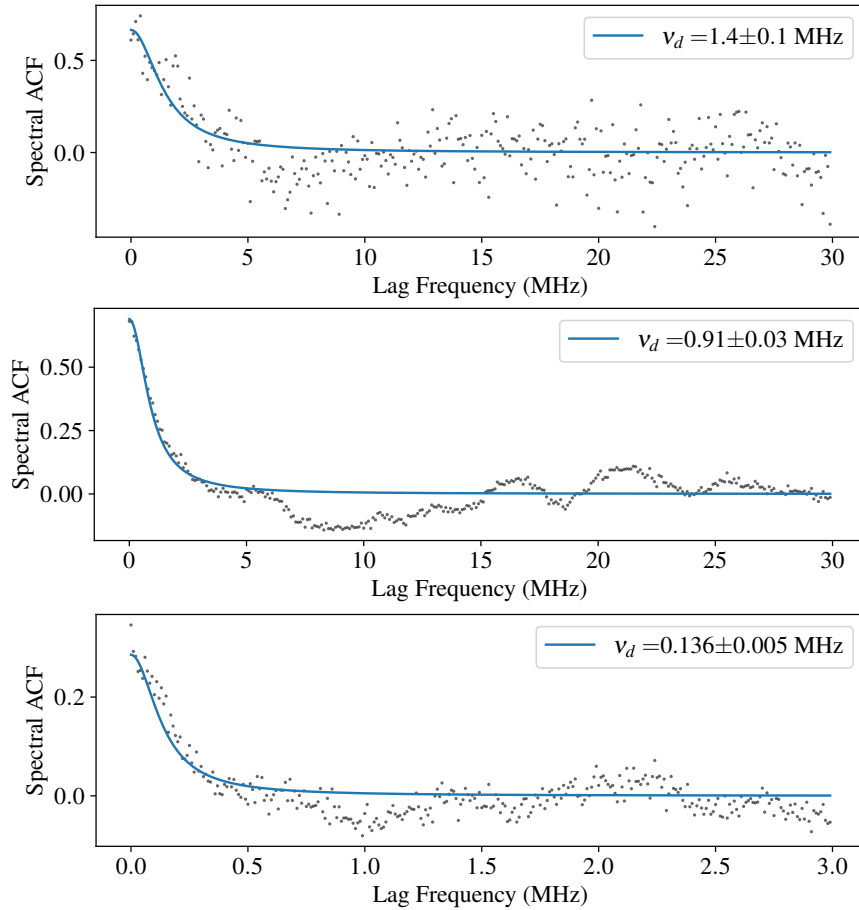 ν_d =1.4±0.1 MHz
0.5
0.0
Spectral ACF
0 5 10 15 20 25 30
Lag Frequency (MHz)
ν_d =0.91±0.03 MHz
0.50
0.25
0.00
Spectral ACF
0 5 10 15 20 25 30
Lag Frequency (MHz)
ν_d =0.136±0.005 MHz
0.2
0.0
Spectral ACF
0.0 0.5 1.0 1.5 2.0 2.5 3.0
Lag Frequency (MHz)